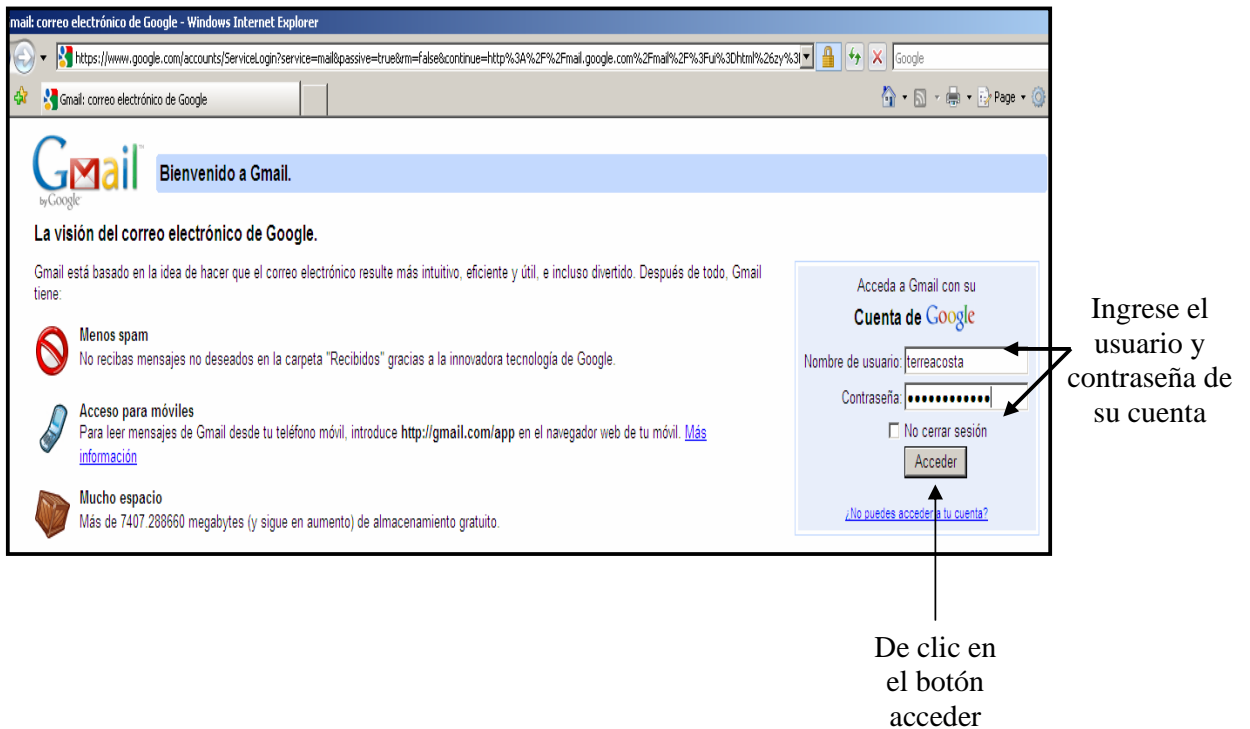 mail: correo electrónico de Google - Windows Internet Explorer
https://www.google.com/accounts/ServiceLogin?service=mail&passive=true&rm=false&continue=http%3A%2F%2Fmail.google.com%2Fmail%2F%3Fui%3Dhtml%26zy%3
Google
Gmail: correo electrónico de Google
Page
Gmail
by Google
Bienvenido a Gmail.
La visión del correo electrónico de Google.
Gmail está basado en la idea de hacer que el correo electrónico resulte más intuitivo, eficiente y útil, e incluso divertido. Después de todo, Gmail
tiene:
Menos spam
No recibas mensajes no deseados en la carpeta "Recibidos" gracias a la innovadora tecnología de Google.
Acceso para móviles
Para leer mensajes de Gmail desde tu teléfono móvil, introduce http://gmail.com/app en el navegador web de tu móvil. Más
información
Mucho espacio
Más de 7407.288660 megabytes (y sigue en aumento) de almacenamiento gratuito.
Acceda a Gmail con su
Cuenta de Google
Nombre de usuario: terreacosta
Contraseña: ●●●●●●●●●●●●
No cerrar sesión
Acceder
¿No puedes acceder a tu cuenta?
Ingrese el
usuario y
contraseña de
su cuenta
De clic en
el botón
acceder